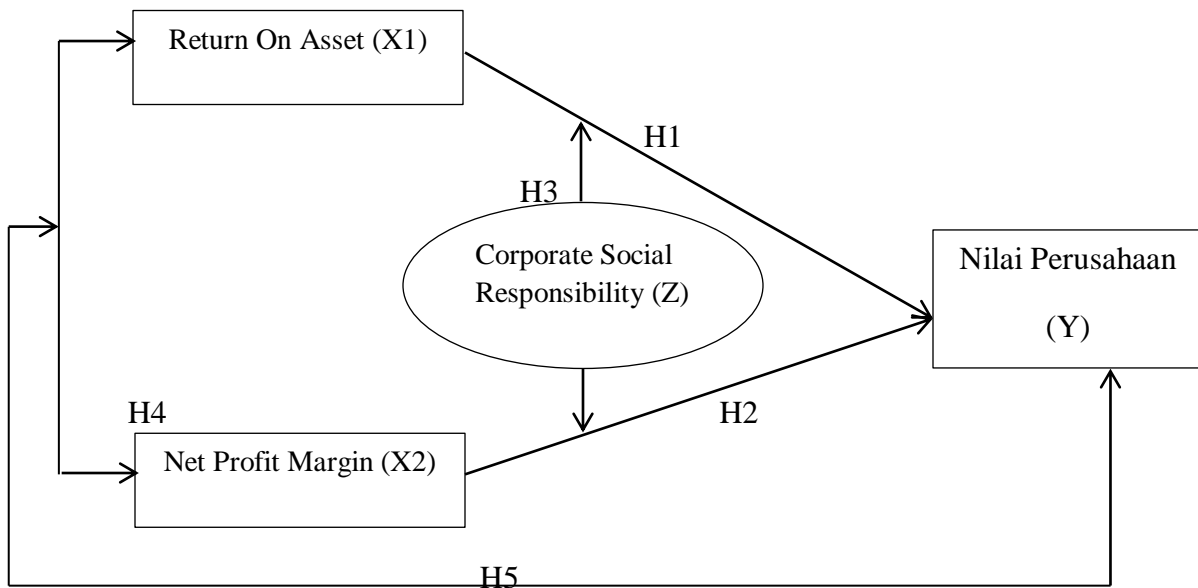 Return On Asset (X1)
H1
H3
Corporate Social
Responsibility (Z)
Nilai Perusahaan
(Y)
H4
H2
Net Profit Margin (X2)
H5